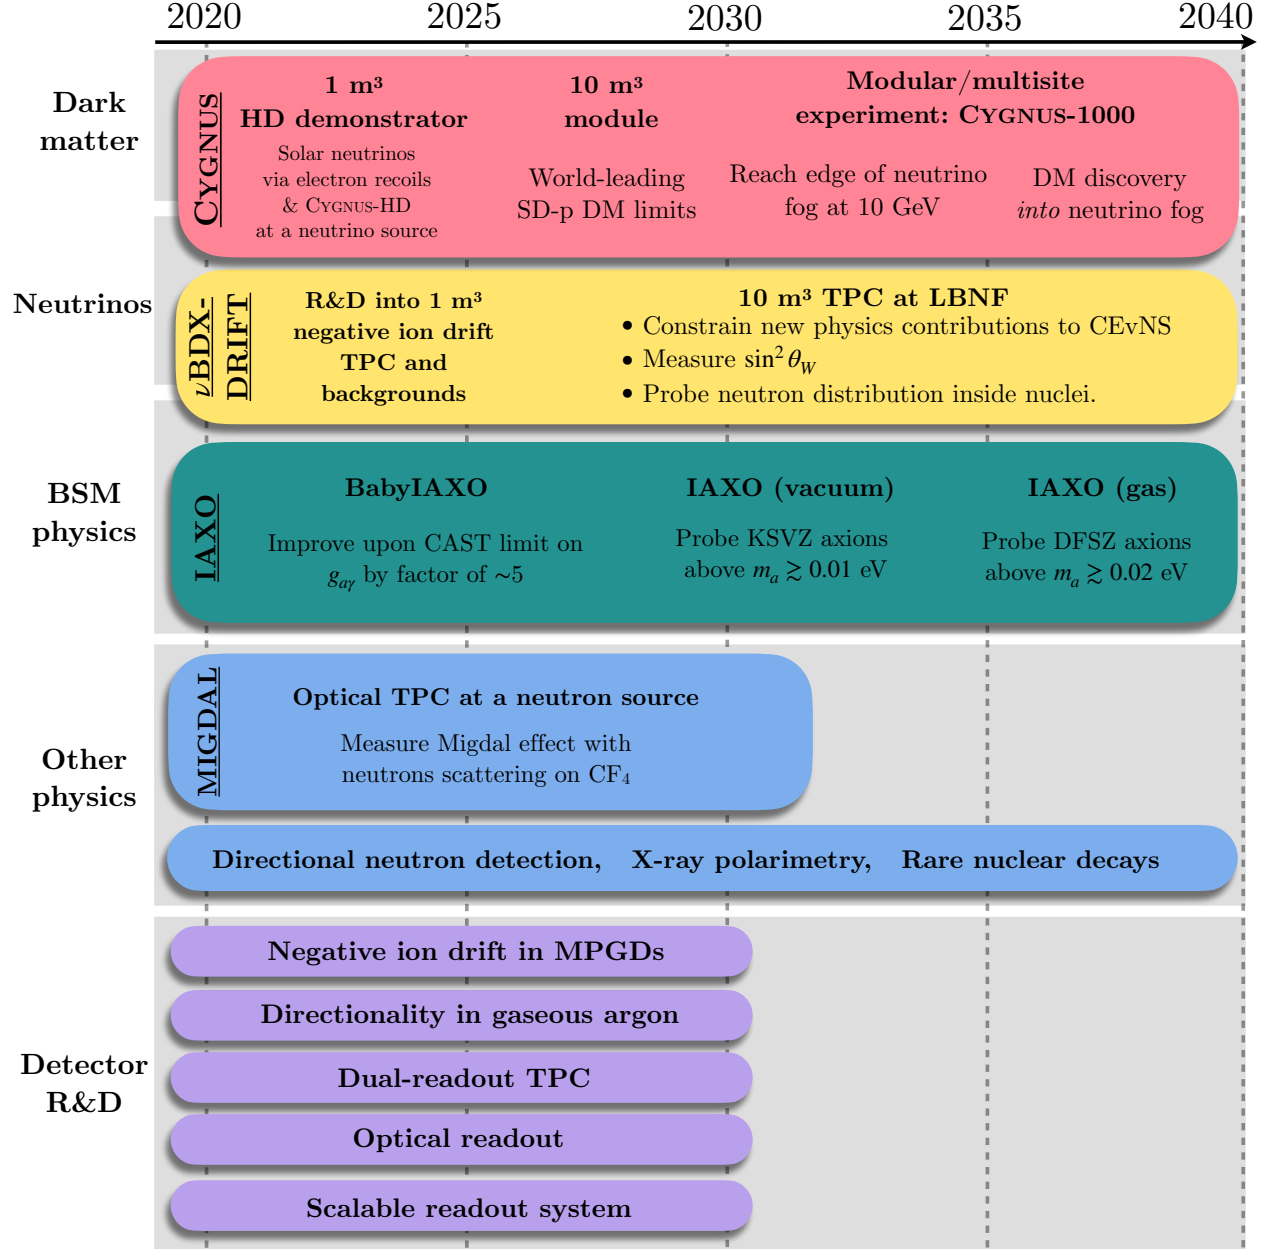 2020 2025 2030 2035 2040
Dark
matter
CYGNUS
1 m³
HD demonstrator
Solar neutrinos
via electron recoils
& CYGNUS-HD
at a neutrino source
10 m³
module
World-leading
SD-p DM limits
Modular/multisite
experiment: CYGNUS-1000
Reach edge of neutrino
fog at 10 GeV
DM discovery
into neutrino fog
Neutrinos
νBDX-
DRIFT
R&D into 1 m³
negative ion drift
TPC and
backgrounds
10 m³ TPC at LBNF
• Constrain new physics contributions to CEvNS
• Measure sin² θ_W
• Probe neutron distribution inside nuclei.
BSM
physics
IAXO
BabyIAXO
Improve upon CAST limit on
g_aγ by factor of ~5
IAXO (vacuum)
Probe KSVZ axions
above m_a ≳ 0.01 eV
IAXO (gas)
Probe DFSZ axions
above m_a ≳ 0.02 eV
Other
physics
MIGDAL
Optical TPC at a neutron source
Measure Migdal effect with
neutrons scattering on CF₄
Directional neutron detection, X-ray polarimetry, Rare nuclear decays
Detector
R&D
Negative ion drift in MPGDs
Directionality in gaseous argon
Dual-readout TPC
Optical readout
Scalable readout system